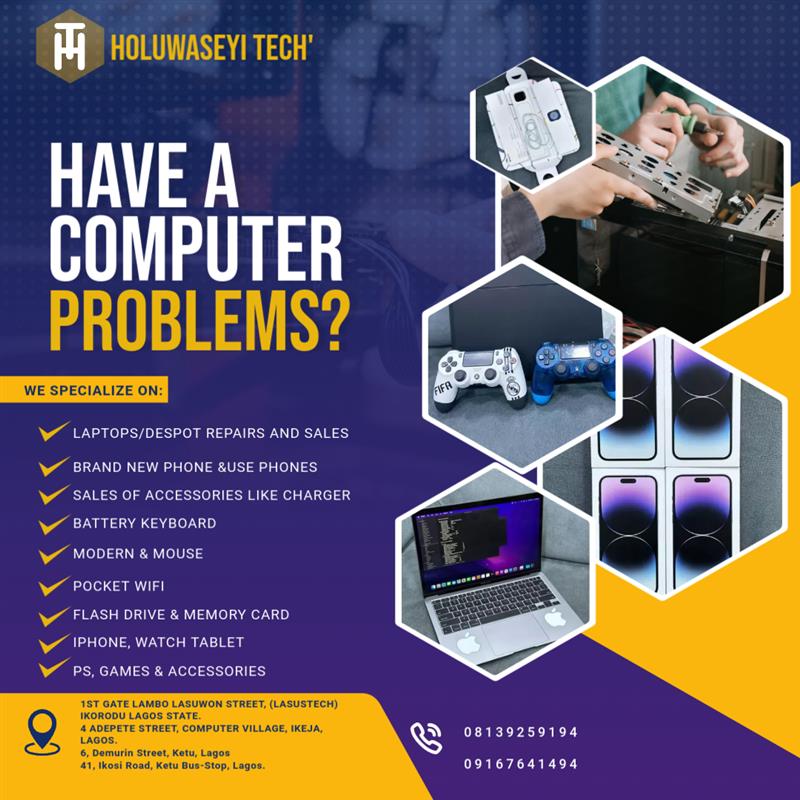 HOLUWASEYI TECH'
HAVE A
COMPUTER
PROBLEMS?
WE SPECIALIZE ON:
LAPTOPS/DESPOT REPAIRS AND SALES
BRAND NEW PHONE &USE PHONES
SALES OF ACCESSORIES LIKE CHARGER
BATTERY KEYBOARD
MODERN & MOUSE
POCKET WIFI
FLASH DRIVE & MEMORY CARD
IPHONE, WATCH TABLET
PS, GAMES & ACCESSORIES
FIFA
1ST GATE LAMBO LASUWON STREET, (LASUSTECH)
IKORODU LAGOS STATE.
4 ADEPETE STREET, COMPUTER VILLAGE, IKEJA,
LAGOS.
6, Demurin Street, Ketu, Lagos
41, Ikosi Road, Ketu Bus-Stop, Lagos.
08139259194
09167641494